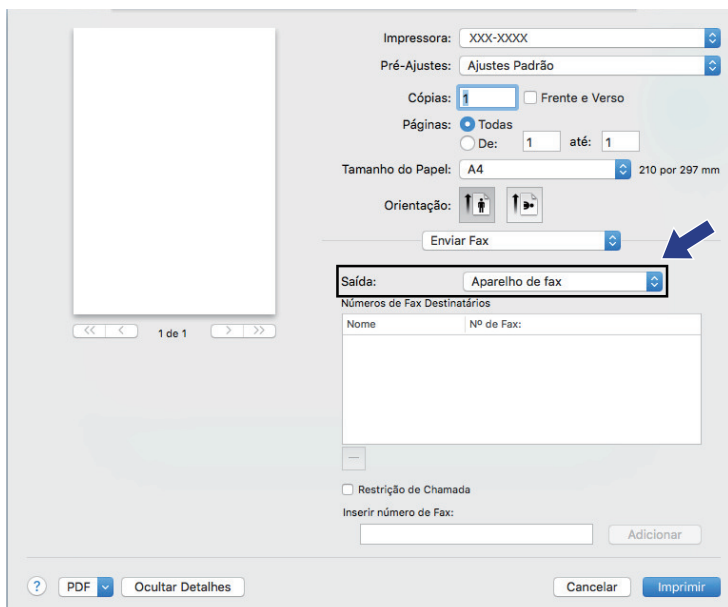 Impressora: XXX-XXXX
Pré-Ajustes: Ajustes Padrão
Cópias: 1 Frente e Verso
Páginas: Todas
De: 1 até: 1
Tamanho do Papel: A4 210 por 297 mm
Orientação:
Enviar Fax
Saída: Aparelho de fax
Números de Fax Destinatários
Nome Nº de Fax:
<< < 1 de 1 > >>
Restrição de Chamada
Inserir número de Fax:
Adicionar
? PDF Ocultar Detalhes Cancelar Imprimir